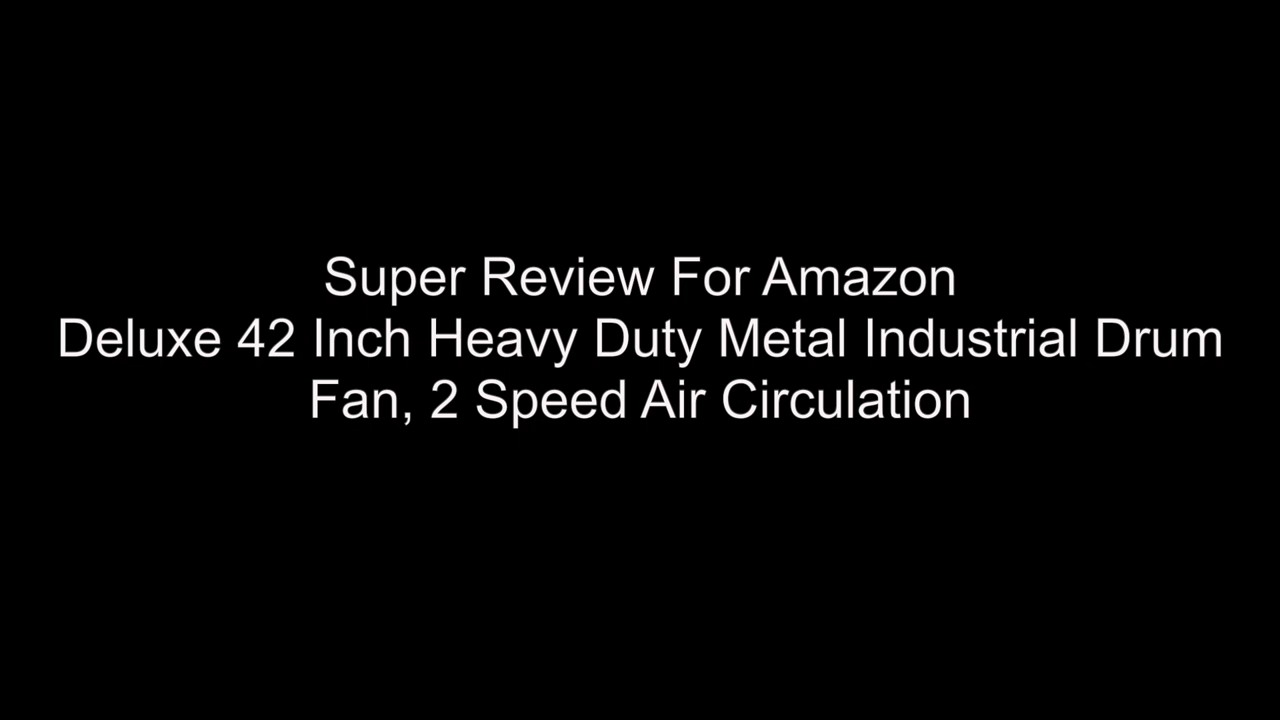 Super Review For Amazon
Deluxe 42 Inch Heavy Duty Metal Industrial Drum
Fan, 2 Speed Air Circulation